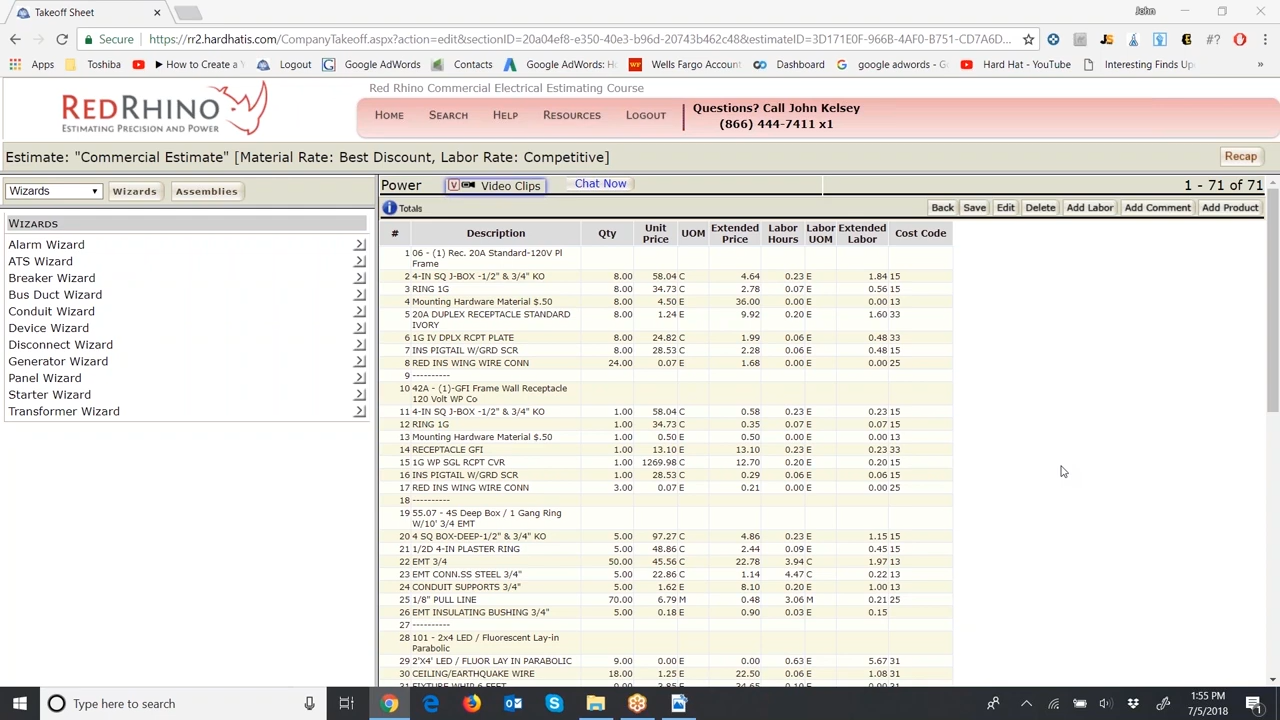 Takeoff Sheet
John
Secure https://rr2.hardhatis.com/CompanyTakeoff.aspx?action=edit&sectionID=20a04ef8-e350-40e3-b96d-20743b462c48&estimateID=3D171E0F-966B-4AF0-B751-CD7A6D...
Apps Toshiba How to Create a Y Logout Google AdWords Contacts Google AdWords: Ho Wells Fargo Account Dashboard google adwords - Go Hard Hat - YouTube Interesting Finds Up
REDRHINO
ESTIMATING PRECISION AND POWER
Red Rhino Commercial Electrical Estimating Course
HOME SEARCH HELP RESOURCES LOGOUT
Questions? Call John Kelsey
(866) 444-7411 x1
Estimate: "Commercial Estimate" [Material Rate: Best Discount, Labor Rate: Competitive]
Recap
Wizards Wizards Assemblies
WIZARDS
Alarm Wizard
ATS Wizard
Breaker Wizard
Bus Duct Wizard
Conduit Wizard
Device Wizard
Disconnect Wizard
Generator Wizard
Panel Wizard
Starter Wizard
Transformer Wizard
Power V Video Clips Chat Now 1 - 71 of 71
Totals Back Save Edit Delete Add Labor Add Comment Add Product
# Description Qty Unit Price UOM Extended Price Labor Hours Labor UOM Extended Labor Cost Code
1 06 - (1) Rec. 20A Standard-120V Pl
Frame
2 4-IN SQ J-BOX -1/2" & 3/4" KO 8.00 58.04 C 4.64 0.23 E 1.84 15
3 RING 1G 8.00 34.73 C 2.78 0.07 E 0.56 15
4 Mounting Hardware Material $.50 8.00 4.50 E 36.00 0.00 E 0.00 13
5 20A DUPLEX RECEPTACLE STANDARD
IVORY 8.00 1.24 E 9.92 0.20 E 1.60 33
6 1G IV DPLX RCPT PLATE 8.00 24.82 C 1.99 0.06 E 0.48 33
7 INS PIGTAIL W/GRD SCR 8.00 28.53 C 2.28 0.06 E 0.48 15
8 RED INS WING WIRE CONN 24.00 0.07 E 1.68 0.00 E 0.00 25
9 ----------
10 42A - (1)-GFI Frame Wall Receptacle
120 Volt WP Co
11 4-IN SQ J-BOX -1/2" & 3/4" KO 1.00 58.04 C 0.58 0.23 E 0.23 15
12 RING 1G 1.00 34.73 C 0.35 0.07 E 0.07 15
13 Mounting Hardware Material $.50 1.00 0.50 E 0.50 0.00 E 0.00 13
14 RECEPTACLE GFI 1.00 13.10 E 13.10 0.23 E 0.23 33
15 1G WP SGL RCPT CVR 1.00 1269.98 C 12.70 0.20 E 0.20 15
16 INS PIGTAIL W/GRD SCR 1.00 28.53 C 0.29 0.06 E 0.06 15
17 RED INS WING WIRE CONN 3.00 0.07 E 0.21 0.00 E 0.00 25
18 ----------
19 55.07 - 4S Deep Box / 1 Gang Ring
W/10' 3/4 EMT
20 4 SQ BOX-DEEP-1/2" & 3/4" KO 5.00 97.27 C 4.86 0.23 E 1.15 15
21 1/2D 4-IN PLASTER RING 5.00 48.86 C 2.44 0.09 E 0.45 15
22 EMT 3/4 50.00 45.56 C 22.78 3.94 C 1.97 13
23 EMT CONN.SS STEEL 3/4" 5.00 22.86 C 1.14 4.47 C 0.22 13
24 CONDUIT SUPPORTS 3/4" 5.00 1.62 E 8.10 0.20 E 1.00 13
25 1/8" PULL LINE 70.00 6.79 M 0.48 3.06 M 0.21 25
26 EMT INSULATING BUSHING 3/4" 5.00 0.18 E 0.90 0.03 E 0.15
27 ----------
28 101 - 2x4 LED / Fluorescent Lay-in
Parabolic
29 2'X4' LED / FLUOR LAY IN PARABOLIC 9.00 0.00 E 0.00 0.63 E 5.67 31
30 CEILING/EARTHQUAKE WIRE 18.00 1.25 E 22.50 0.06 E 1.08 31
Type here to search
1:55 PM
7/5/2018